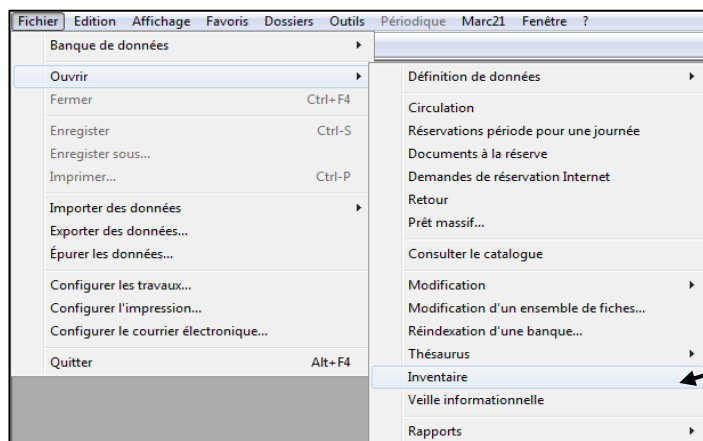 Fichier Edition Affichage Favoris Dossiers Outils Périodique Marc21 Fenêtre ?
Banque de données
Ouvrir
Fermer Ctrl+F4
Enregister Ctrl-S
Enregister sous...
Imprimer... Ctrl-P
Importer des données
Exporter des données...
Épurer les données...
Configurer les travaux...
Configurer l'impression...
Configurer le courrier électronique...
Quitter Alt+F4
Définition de données
Circulation
Réservations période pour une journée
Documents à la réserve
Demandes de réservation Internet
Retour
Prêt massif...
Consulter le catalogue
Modification
Modification d'un ensemble de fiches...
Réindexation d'une banque...
Thésaurus
Inventaire
Veille informationnelle
Rapports